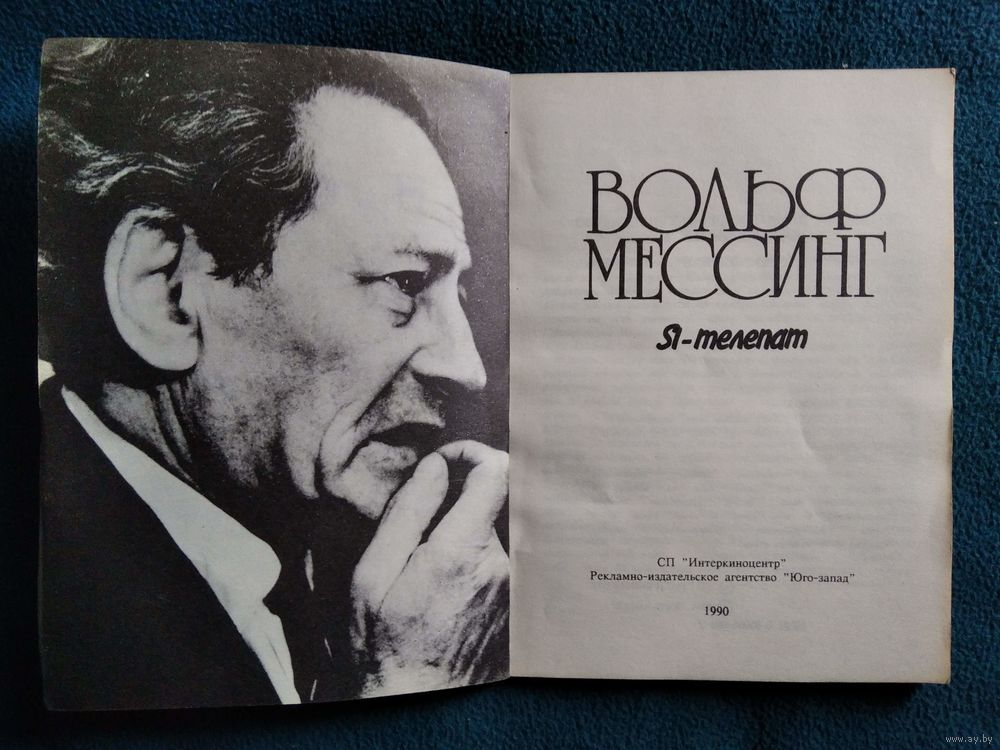 ВОЛЬФ
МЕССИНГ
Я-телепат
СП "Интеркиноцентр"
Рекламно-издательское агентство "Юго-запад"
1990
www.ay.by